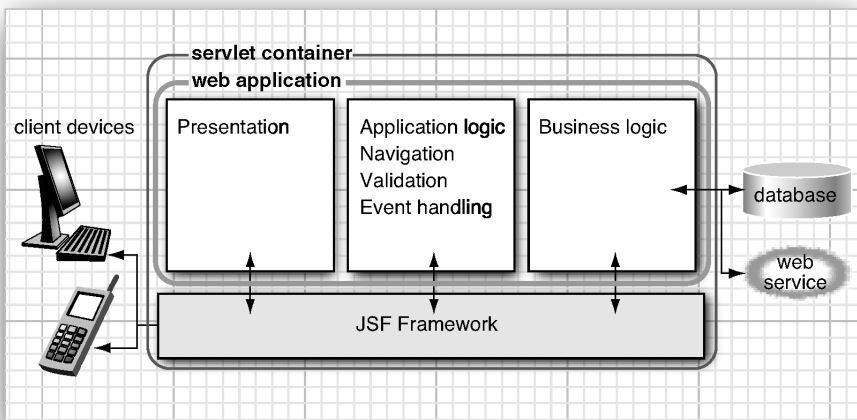 servlet container
web application
client devices
Presentation
Application logic
Navigation
Validation
Event handling
Business logic
database
web
service
JSF Framework